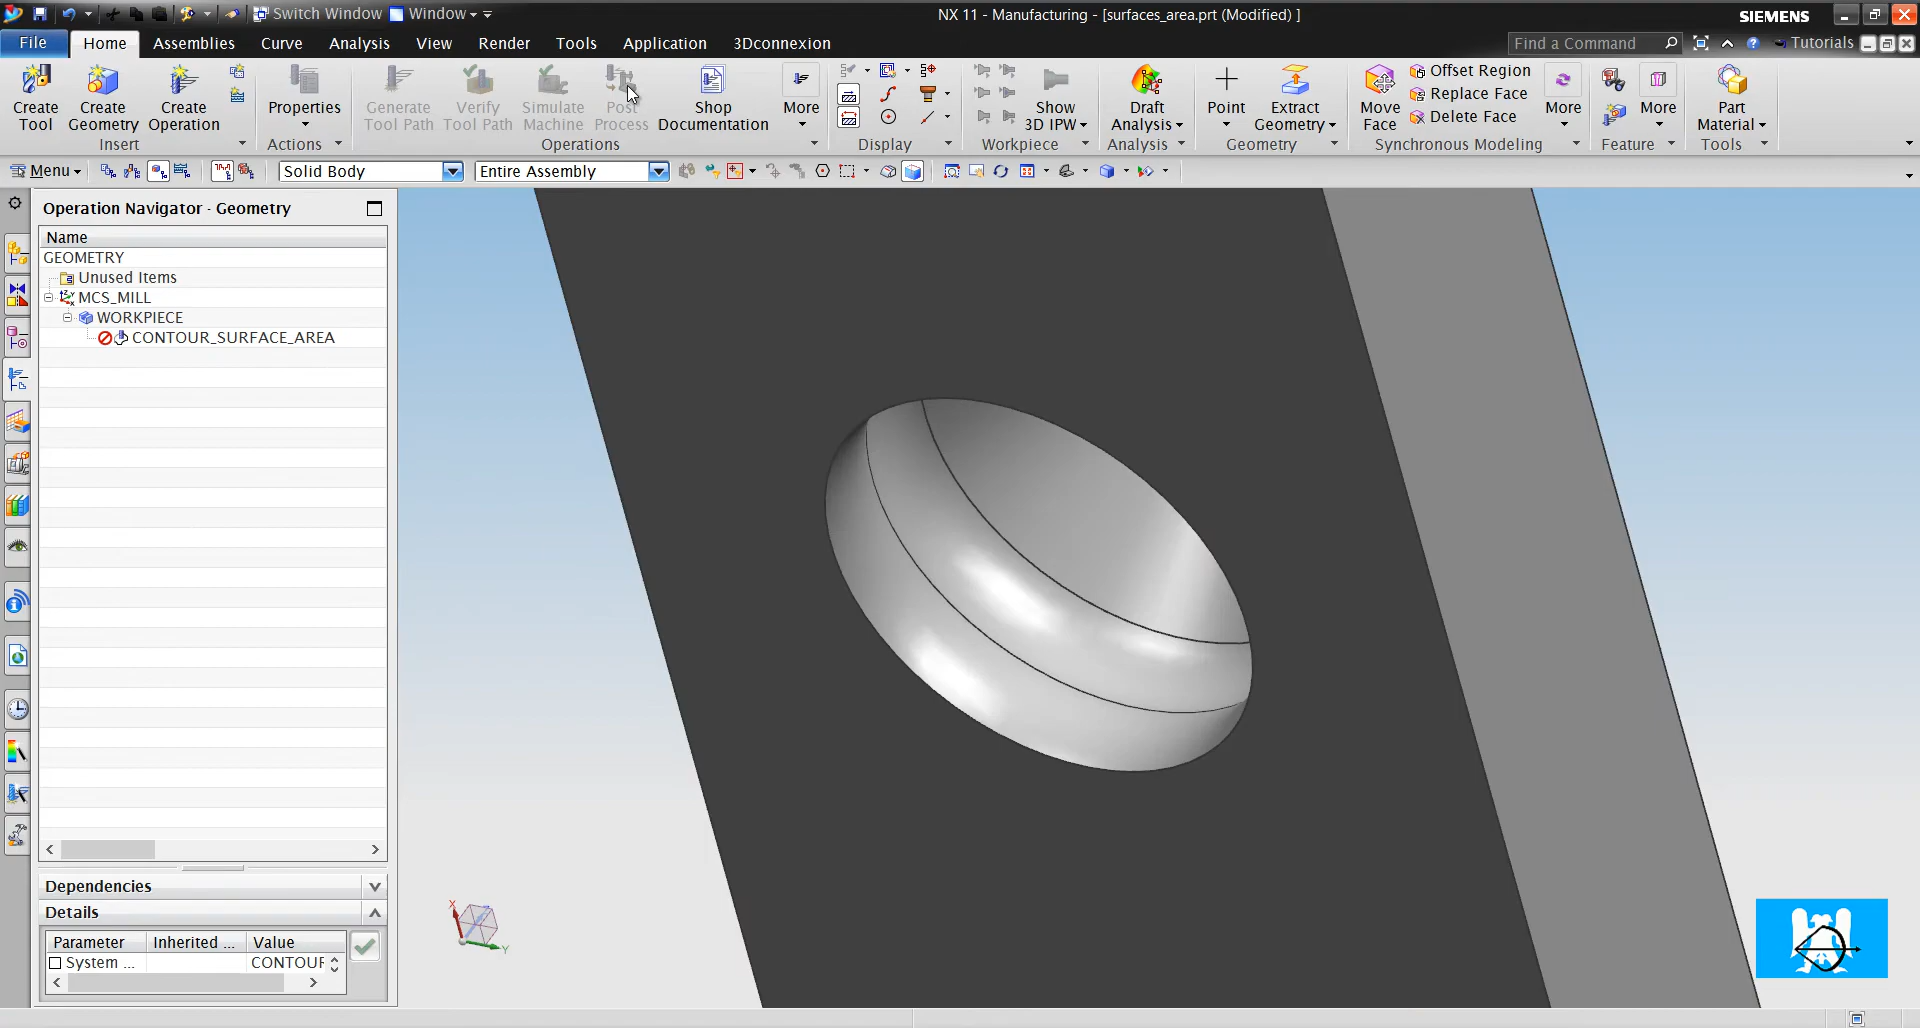 Switch Window Window NX 11 - Manufacturing - [surfaces_area.prt (Modified) ] SIEMENS
File Home Assemblies Curve Analysis View Render Tools Application 3Dconnexion Find a Command Tutorials
Create Tool
Create Geometry
Create Operation
Insert
Properties
Actions
Generate Tool Path
Verify Tool Path
Simulate Machine
Post Process
Shop Documentation
More
Operations
Display
Show 3D IPW
Workpiece
Draft Analysis
Analysis
Point
Extract Geometry
Geometry
Move Face
Offset Region
Replace Face
Delete Face
More
Synchronous Modeling
More
Feature
Part Material
Tools
Menu Solid Body Entire Assembly
Operation Navigator - Geometry
Name
GEOMETRY
Unused Items
MCS_MILL
WORKPIECE
CONTOUR_SURFACE_AREA
Dependencies
Details
Parameter Inherited ... Value
System ... CONTOUR
X
Y